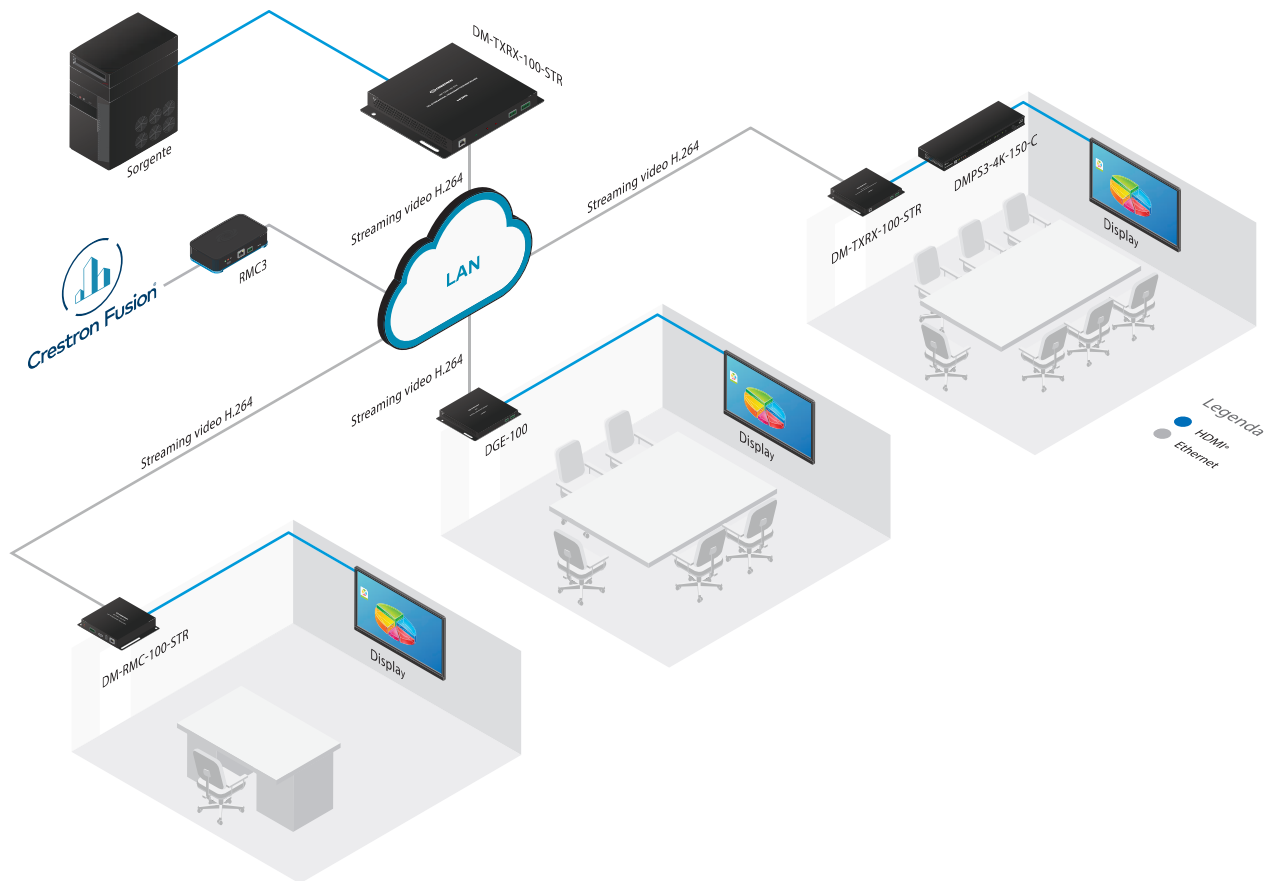 DM-TXRX-100-STR
Sorgente
Streaming video H.264
Streaming video H.264
DMPS3-4K-150-C
DM-TXRX-100-STR
Display
RMC3
LAN
Crestron Fusion®
Streaming video H.264
Streaming video H.264
DGE-100
Display
Legenda
HDMI®
Ethernet
DM-RMC-100-STR
Display